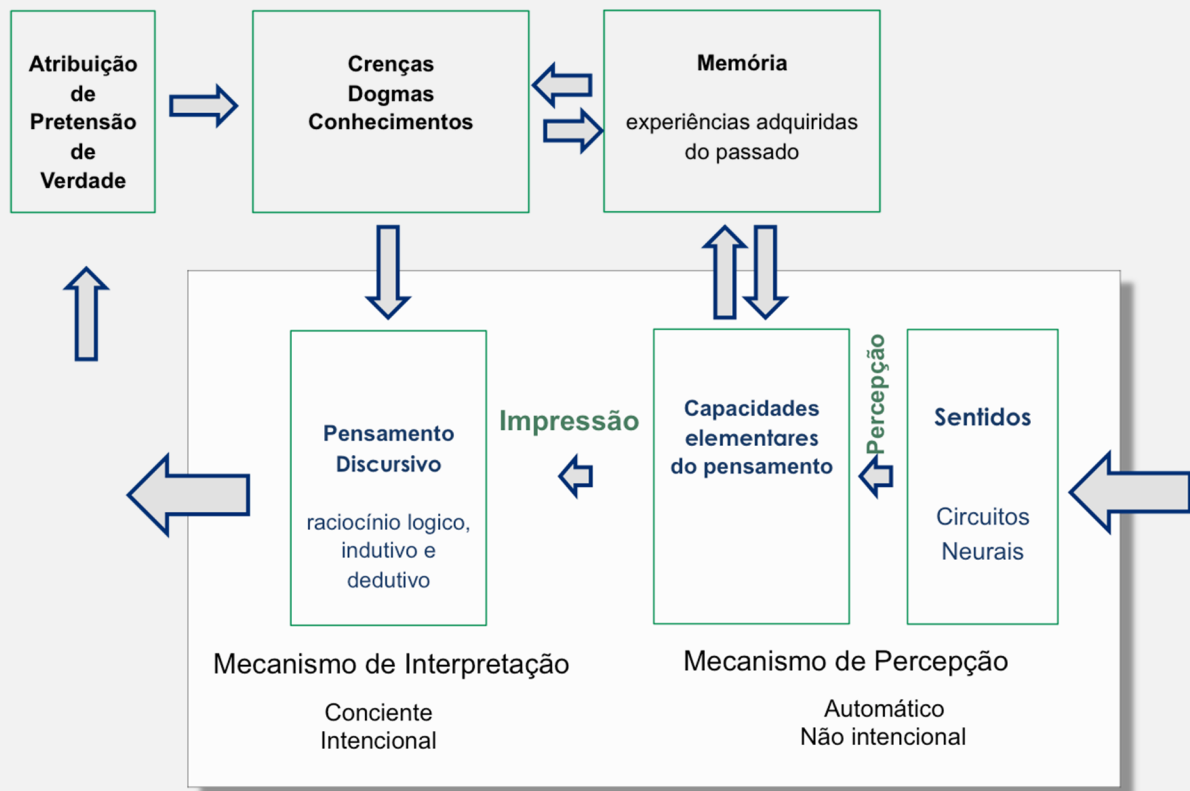 Atribuição
de
Pretensão
de
Verdade
Crenças
Dogmas
Conhecimentos
Memória
experiências adquiridas
do passado
Pensamento
Discursivo
raciocínio logico,
indutivo e
dedutivo
Impressão
Capacidades
elementares
do pensamento
Percepção
Sentidos
Circuitos
Neurais
Mecanismo de Interpretação
Conciente
Intencional
Mecanismo de Percepção
Automático
Não intencional